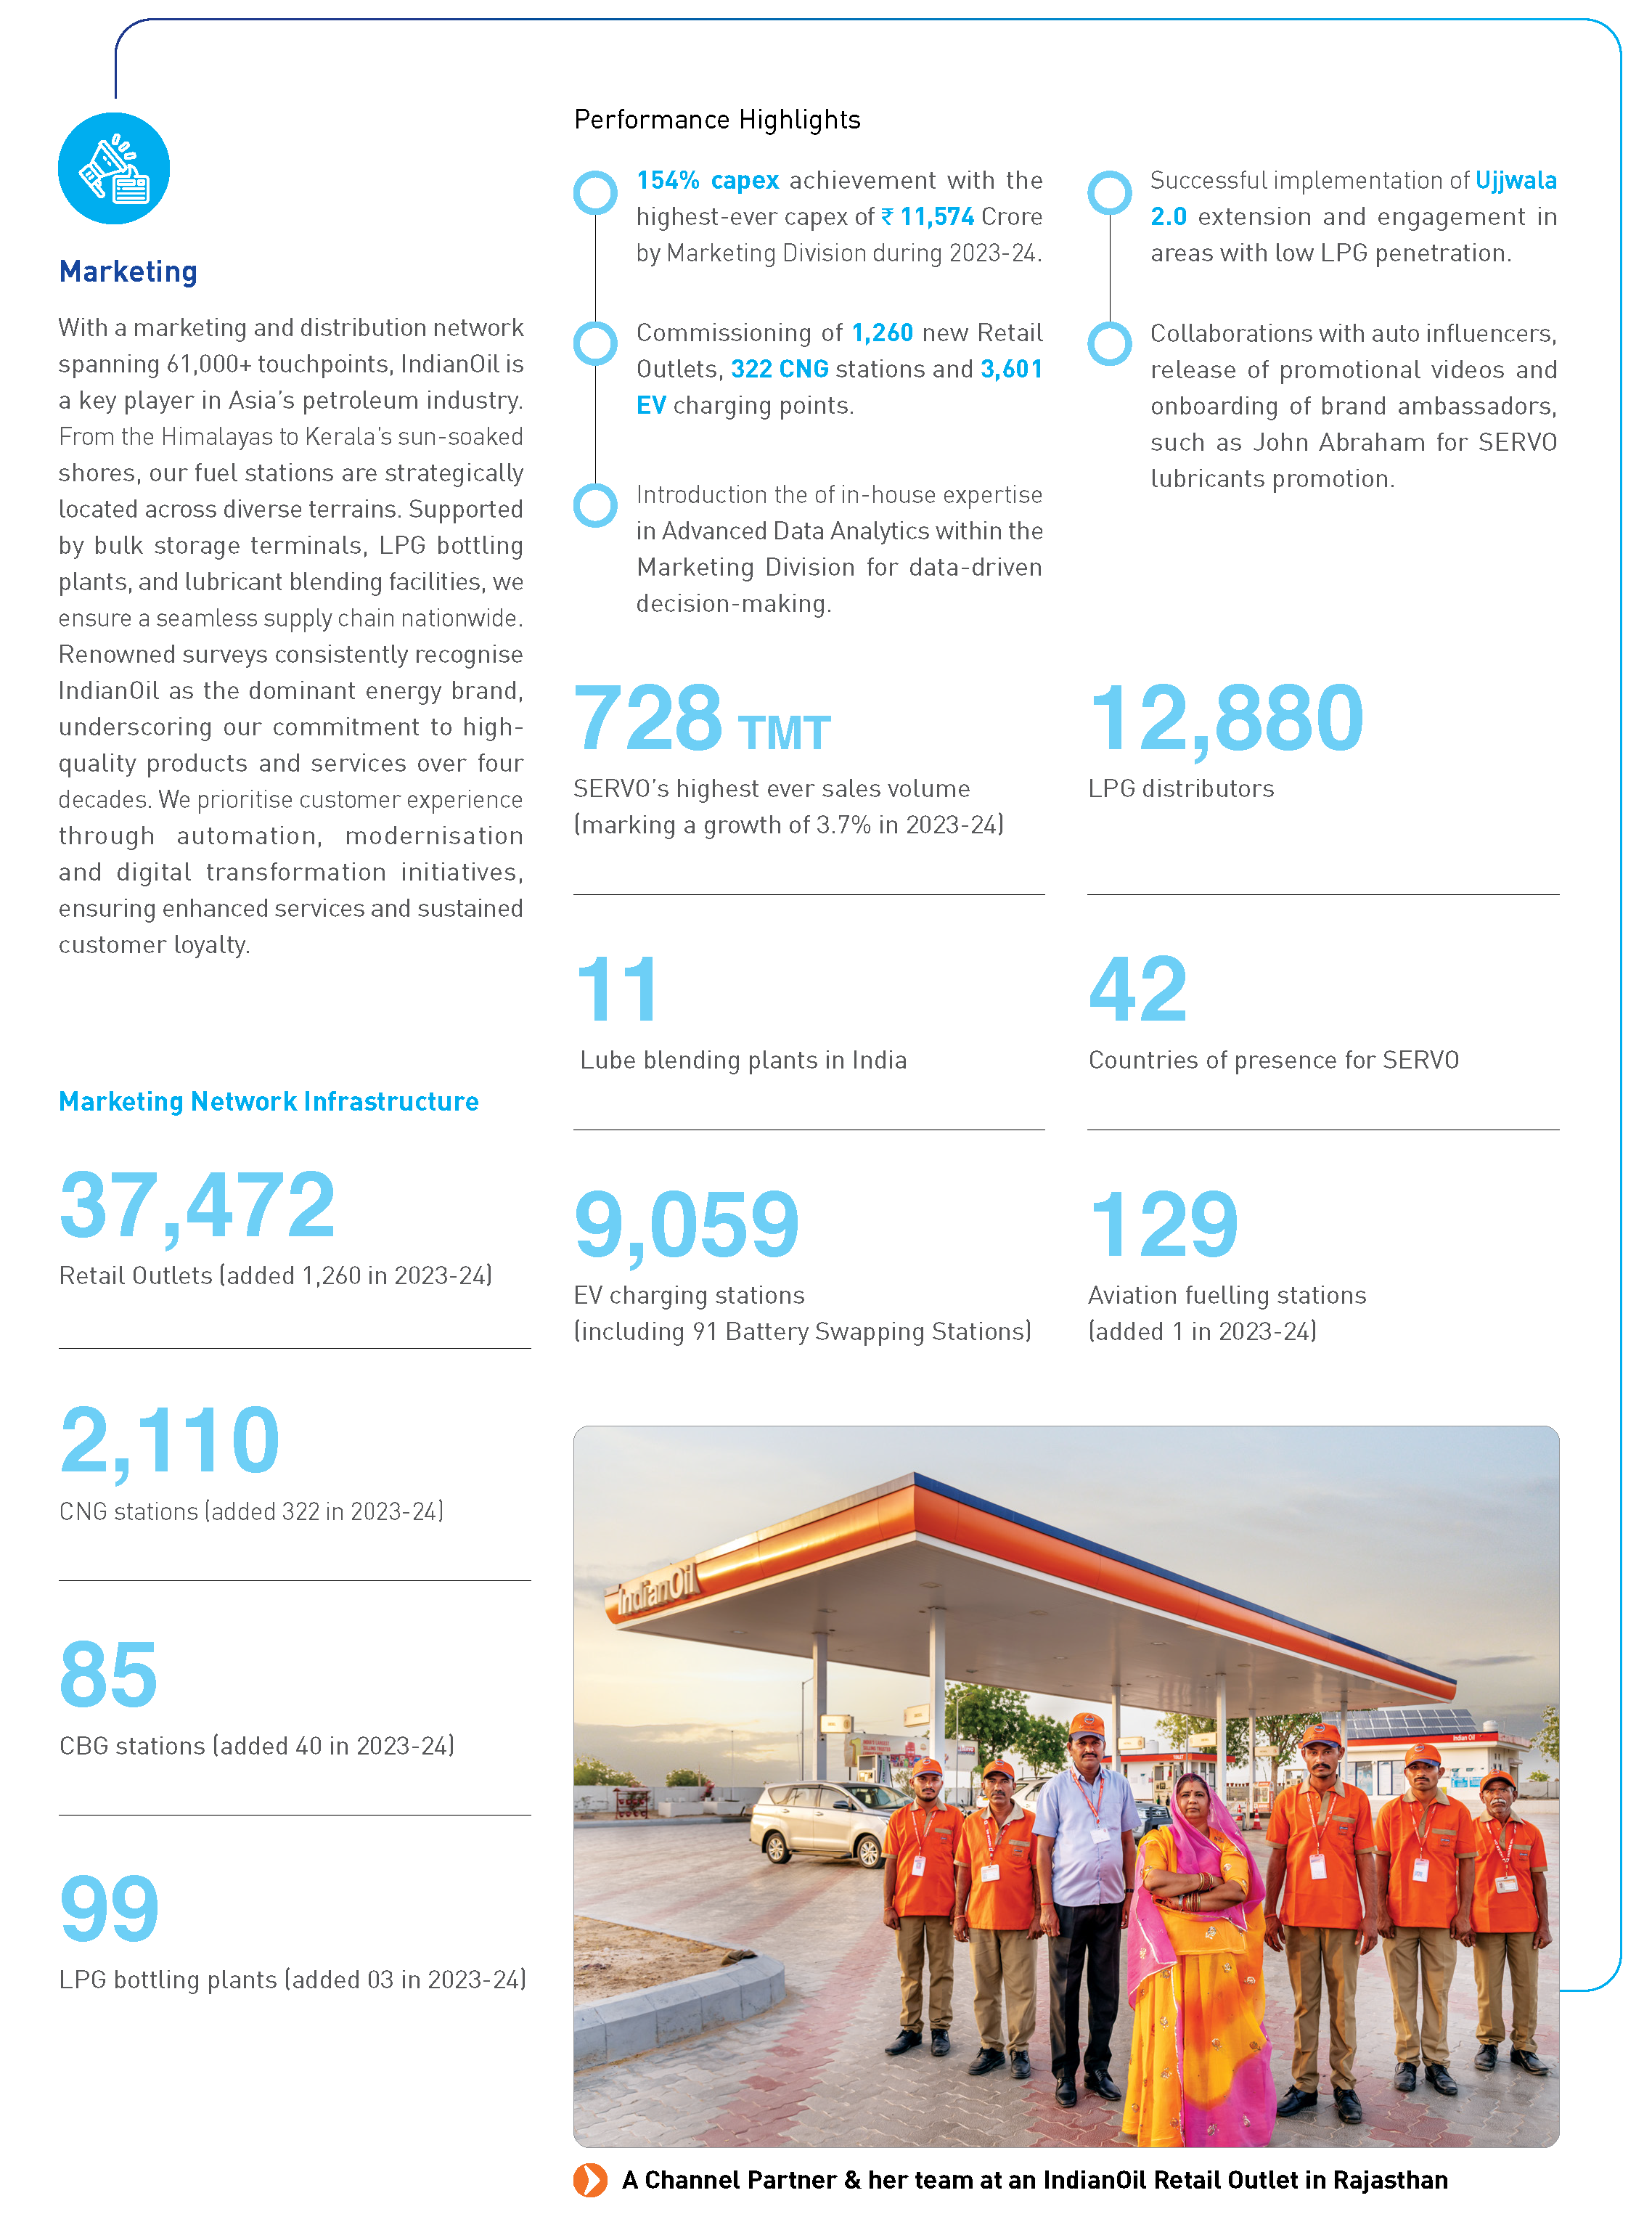 Marketing
With a marketing and distribution network
spanning 61,000+ touchpoints, IndianOil is
a key player in Asia's petroleum industry.
From the Himalayas to Kerala's sun-soaked
shores, our fuel stations are strategically
located across diverse terrains. Supported
by bulk storage terminals, LPG bottling
plants, and lubricant blending facilities, we
ensure a seamless supply chain nationwide.
Renowned surveys consistently recognise
IndianOil as the dominant energy brand,
underscoring our commitment to high-
quality products and services over four
decades. We prioritise customer experience
through automation, modernisation
and digital transformation initiatives,
ensuring enhanced services and sustained
customer loyalty.
Performance Highlights
154% capex achievement with the
highest-ever capex of ₹ 11,574 Crore
by Marketing Division during 2023-24.
Commissioning of 1,260 new Retail
Outlets, 322 CNG stations and 3,601
EV charging points.
Introduction the of in-house expertise
in Advanced Data Analytics within the
Marketing Division for data-driven
decision-making.
Successful implementation of Ujjwala
2.0 extension and engagement in
areas with low LPG penetration.
Collaborations with auto influencers,
release of promotional videos and
onboarding of brand ambassadors,
such as John Abraham for SERVO
lubricants promotion.
Marketing Network Infrastructure
37,472
Retail Outlets (added 1,260 in 2023-24)
2,110
CNG stations (added 322 in 2023-24)
85
CBG stations (added 40 in 2023-24)
99
LPG bottling plants (added 03 in 2023-24)
728 TMT
SERVO's highest ever sales volume
(marking a growth of 3.7% in 2023-24)
12,880
LPG distributors
11
Lube blending plants in India
42
Countries of presence for SERVO
9,059
EV charging stations
(including 91 Battery Swapping Stations)
129
Aviation fuelling stations
(added 1 in 2023-24)
IndianOil
Indian Oil
A Channel Partner & her team at an IndianOil Retail Outlet in Rajasthan